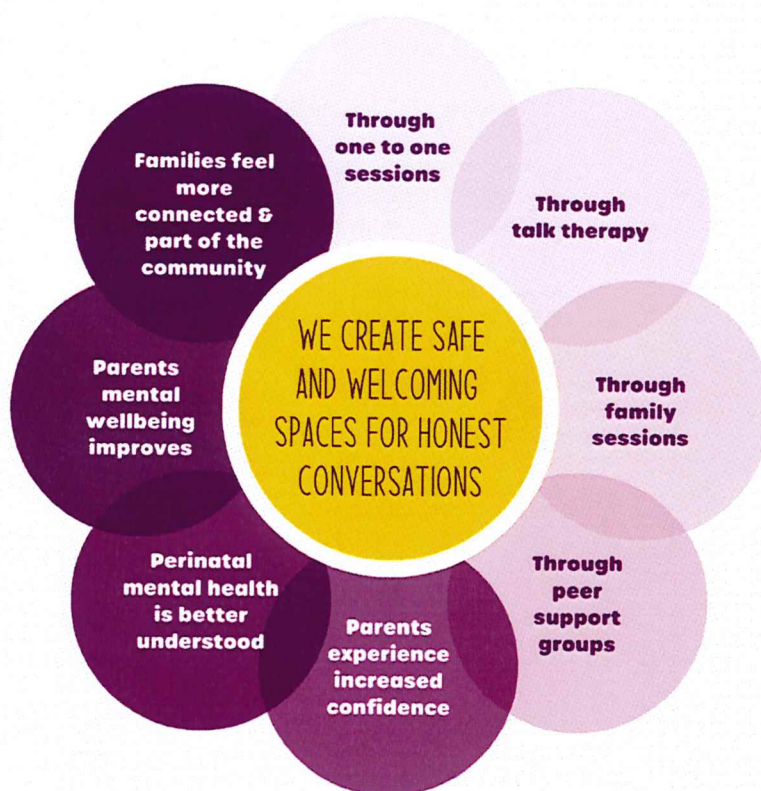 WE CREATE SAFE
AND WELCOMING
SPACES FOR HONEST
CONVERSATIONS
Through
one to one
sessions
Through
talk therapy
Through
family
sessions
Through
peer
support
groups
Parents
experience
increased
confidence
Perinatal
mental health
is better
understood
Parents
mental
wellbeing
improves
Families feel
more
connected &
part of the
community